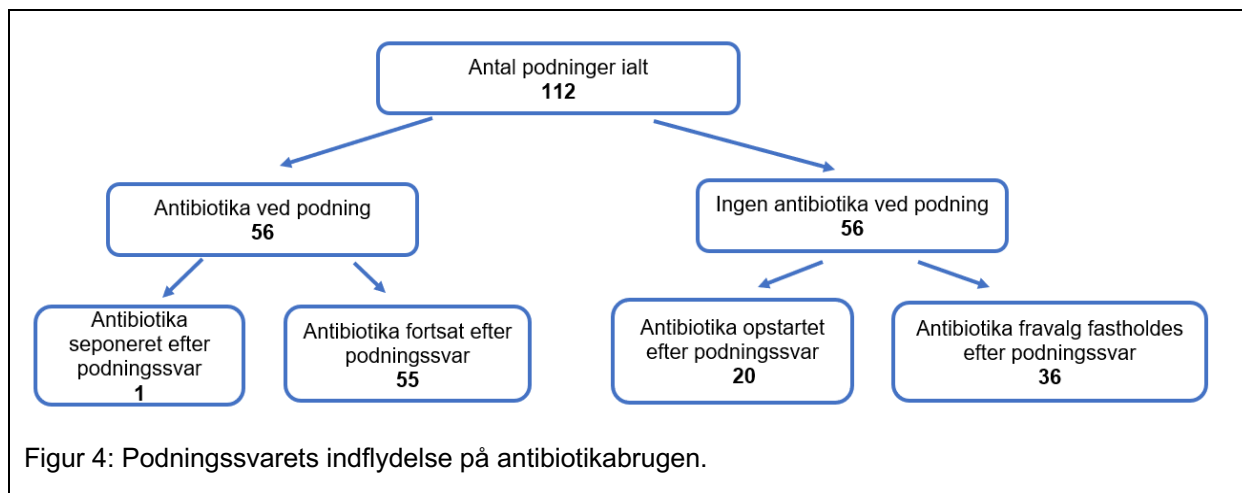 Antal podninger ialt
112
Antibiotika ved podning
56
Ingen antibiotika ved podning
56
Antibiotika
seponeret efter
podningssvar
1
Antibiotika fortsat efter
podningssvar
55
Antibiotika opstartet
efter podningssvar
20
Antibiotika fravalg fastholdes
efter podningssvar
36
Figur 4: Podningssvarets indflydelse på antibiotikabrugen.